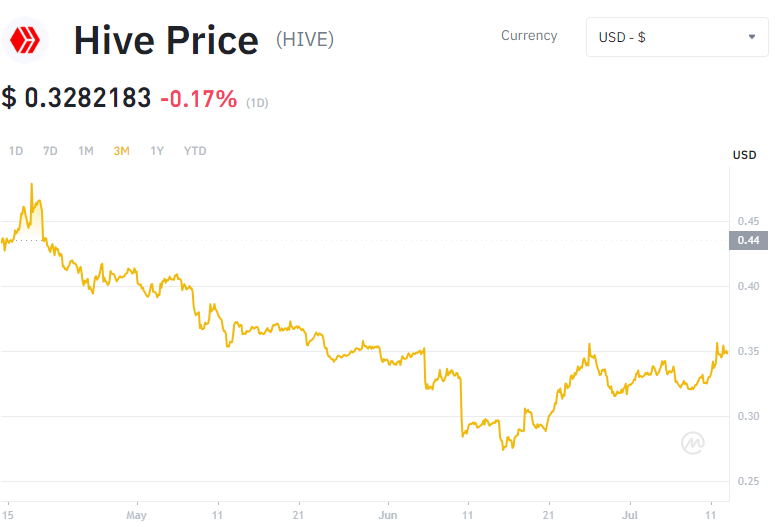 Hive Price (HIVE)
Currency
USD - $
$ 0.3282183 -0.17% (1D)
1D 7D 1M 3M 1Y YTD
USD
0.45
0.44
0.40
0.35
0.30
0.25
15 May 11 21 Jun 11 21 Jul 11